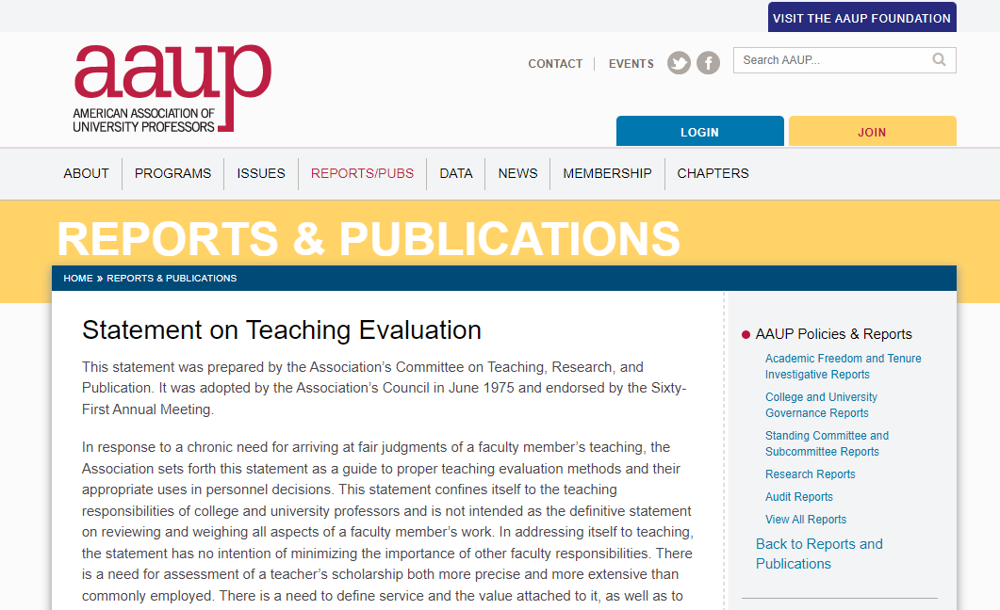 VISIT THE AAUP FOUNDATION
aaup
AMERICAN ASSOCIATION OF
UNIVERSITY PROFESSORS
CONTACT
EVENTS
f
Search AAUP...
LOGIN
JOIN
ABOUT
PROGRAMS
ISSUES
REPORTS/PUBS
DATA
NEWS
MEMBERSHIP
CHAPTERS
REPORTS & PUBLICATIONS
HOME » REPORTS & PUBLICATIONS
Statement on Teaching Evaluation
This statement was prepared by the Association’s Committee on Teaching, Research, and
Publication. It was adopted by the Association’s Council in June 1975 and endorsed by the Sixty-
First Annual Meeting.
In response to a chronic need for arriving at fair judgments of a faculty member’s teaching, the
Association sets forth this statement as a guide to proper teaching evaluation methods and their
appropriate uses in personnel decisions. This statement confines itself to the teaching
responsibilities of college and university professors and is not intended as the definitive statement
on reviewing and weighing all aspects of a faculty member’s work. In addressing itself to teaching,
the statement has no intention of minimizing the importance of other faculty responsibilities. There
is a need for assessment of a teacher’s scholarship both more precise and more extensive than
commonly employed. There is a need to define service and the value attached to it, as well as to
AAUP Policies & Reports
Academic Freedom and Tenure
Investigative Reports
College and University
Governance Reports
Standing Committee and
Subcommittee Reports
Research Reports
Audit Reports
View All Reports
Back to Reports and
Publications